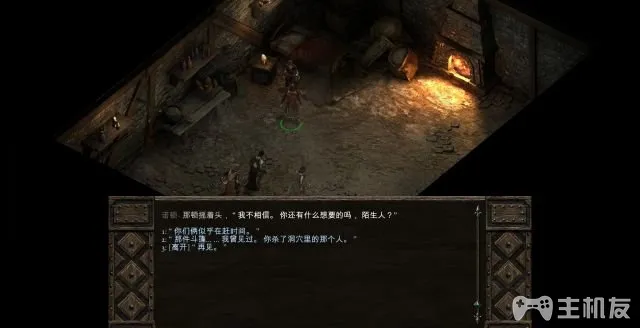 诺顿 - 那顿摇着头，“我不相信。你还有什么想要的吗，陌生人？”
1: “你们俩似乎在赶时间。”
2: “那件斗篷……我曾见过。你杀了洞穴里的那个人。”
3: [离开] “再见。”
主机友